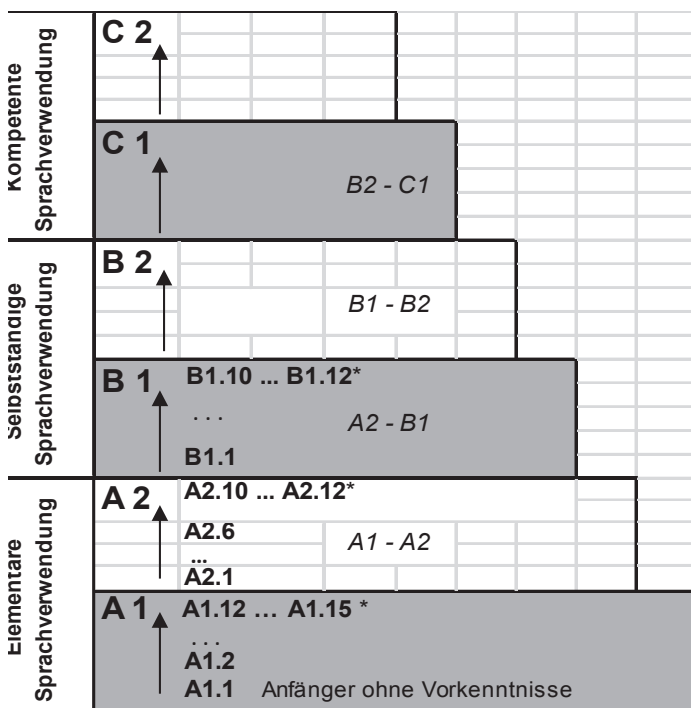 Kompetente
Sprachverwendung
C 2
C 1
B2 - C1
Selbstständige
Sprachverwendung
B 2
B1 - B2
B 1
B1.10 ... B1.12*
. . .
A2 - B1
B1.1
Elementare
Sprachverwendung
A 2
A2.10 ... A2.12*
A2.6
A1 - A2
...
A2.1
A 1
A1.12 ... A1.15 *
. . .
A1.2
A1.1 Anfänger ohne Vorkenntnisse